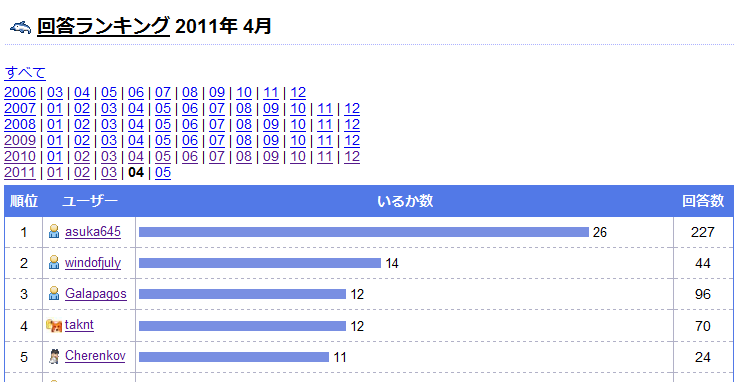 回答ランキング 2011年 4月
すべて
2006 | 03 | 04 | 05 | 06 | 07 | 08 | 09 | 10 | 11 | 12
2007 | 01 | 02 | 03 | 04 | 05 | 06 | 07 | 08 | 09 | 10 | 11 | 12
2008 | 01 | 02 | 03 | 04 | 05 | 06 | 07 | 08 | 09 | 10 | 11 | 12
2009 | 01 | 02 | 03 | 04 | 05 | 06 | 07 | 08 | 09 | 10 | 11 | 12
2010 | 01 | 02 | 03 | 04 | 05 | 06 | 07 | 08 | 09 | 10 | 11 | 12
2011 | 01 | 02 | 03 | 04 | 05
順位 ユーザー いるか数 回答数
1 asuka645 26 227
2 windofjuly 14 44
3 Galapagos 12 96
4 taknt 12 70
5 Cherenkov 11 24